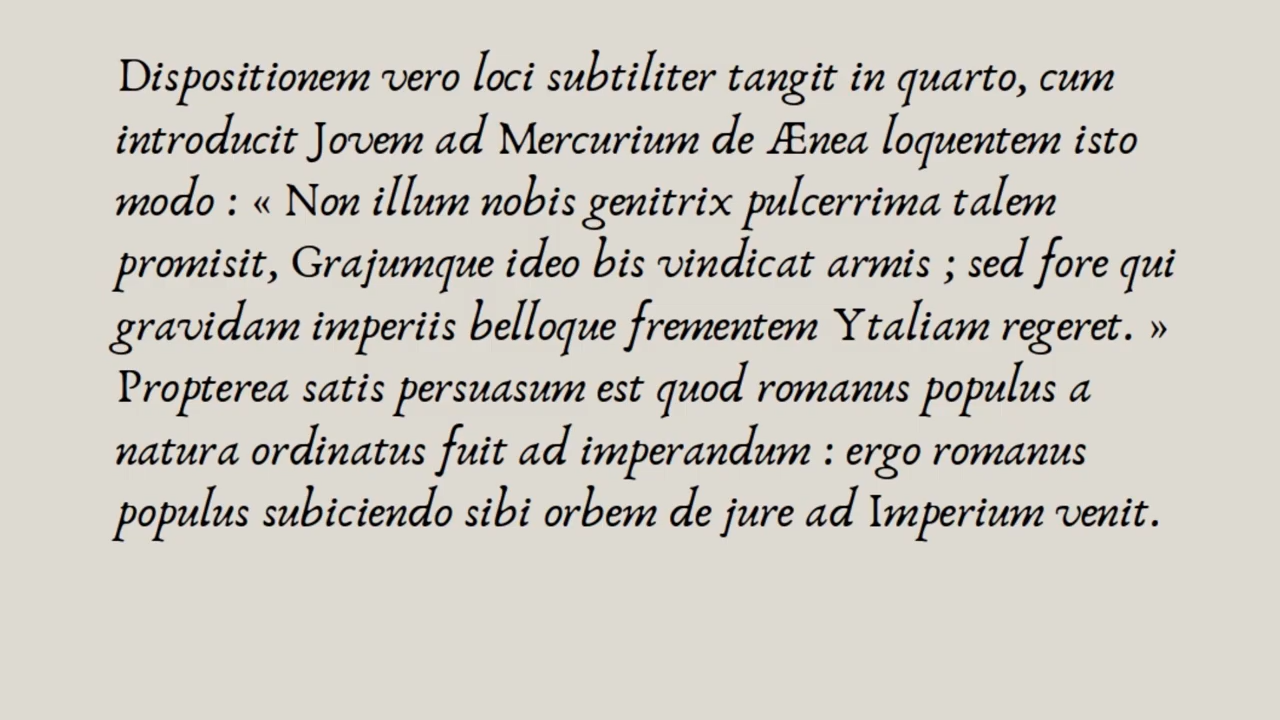 Dispositionem vero loci subtiliter tangit in quarto, cum
introducit Jovem ad Mercurium de Ænea loquentem isto
modo : « Non illum nobis genitrix pulcerrima talem
promisit, Grajumque ideo bis vindicat armis ; sed fore qui
gravidam imperiis belloque frementem Ytaliam regeret. »
Propterea satis persuasum est quod romanus populus a
natura ordinatus fuit ad imperandum : ergo romanus
populus subiciendo sibi orbem de jure ad Imperium venit.